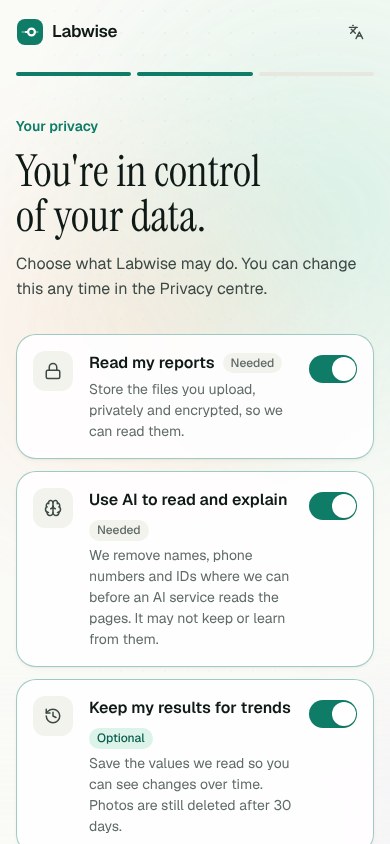 Labwise
Your privacy
You're in control
of your data.
Choose what Labwise may do. You can change
this any time in the Privacy centre.
Read my reports Needed
Store the files you upload,
privately and encrypted, so we
can read them.
Use AI to read and explain
Needed
We remove names, phone
numbers and IDs where we can
before an AI service reads the
pages. It may not keep or learn
from them.
Keep my results for trends
Optional
Save the values we read so you
can see changes over time.
Photos are still deleted after 30
days.